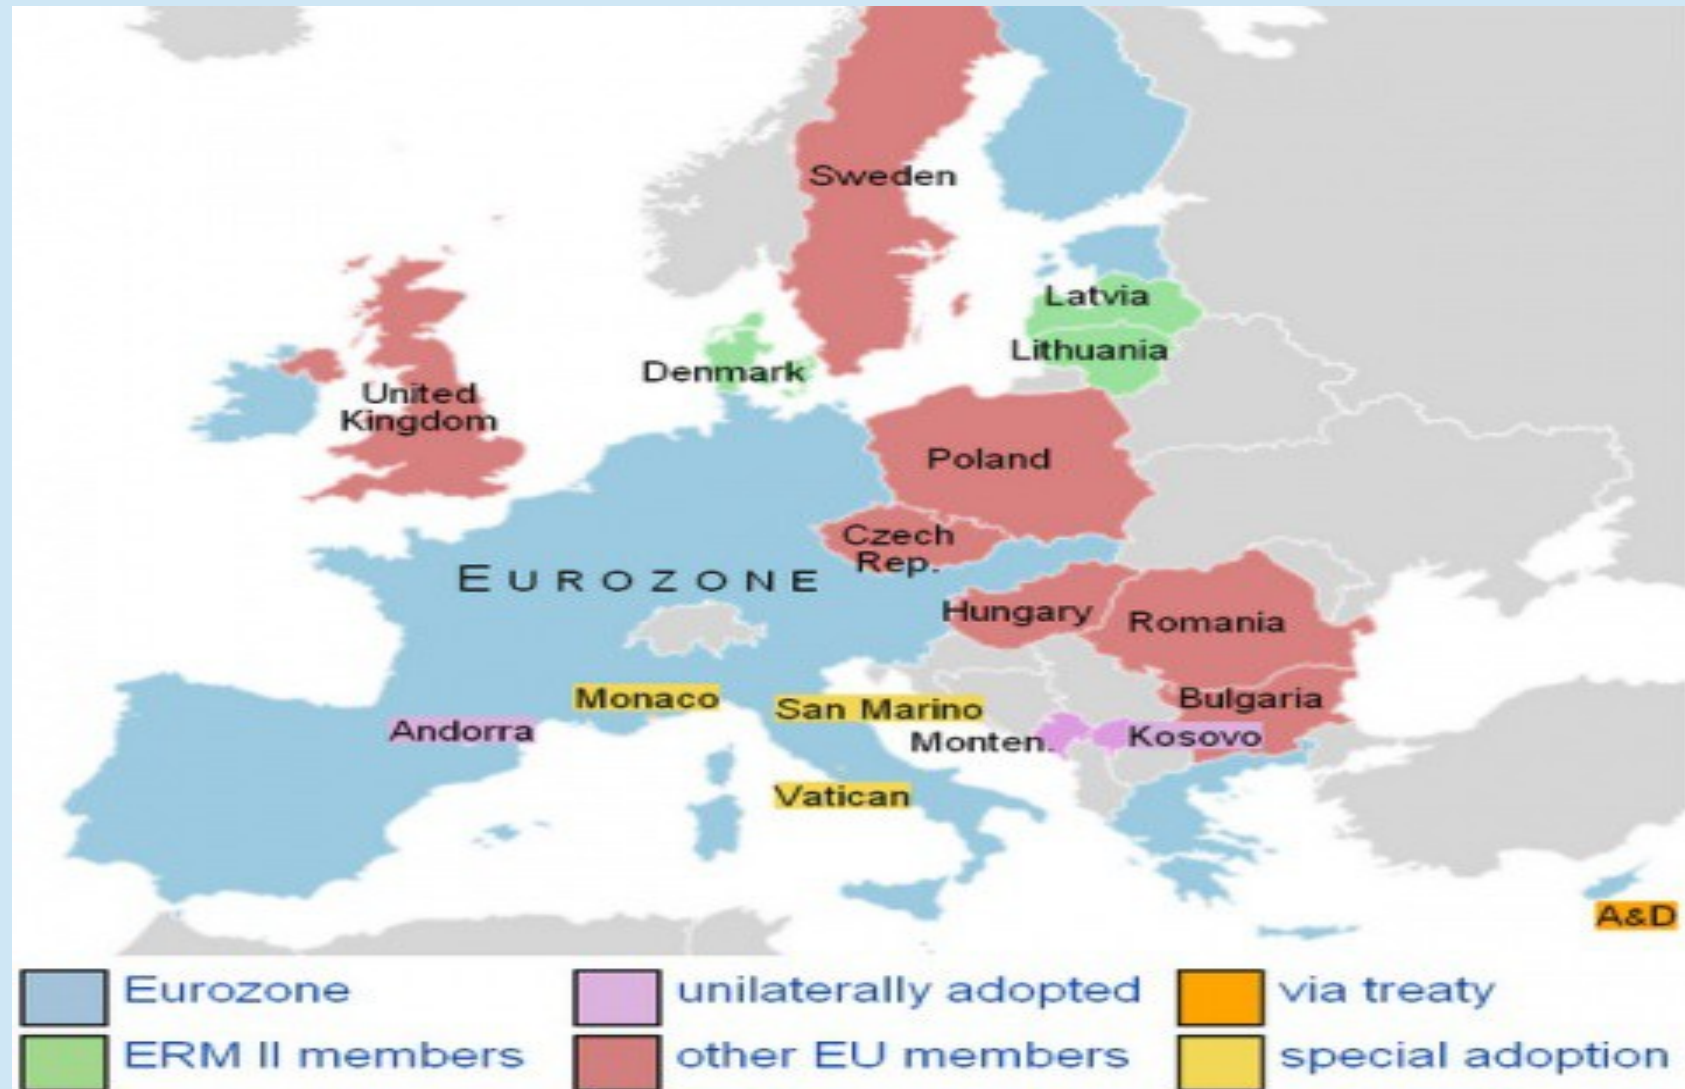 Sweden
Latvia
Lithuania
Denmark
United
Kingdom
Poland
Czech
Rep.
EUROZONE
Hungary
Romania
Monaco
San Marino
Bulgaria
Andorra
Monten.
Kosovo
Vatican
A&D
Eurozone
unilaterally adopted
via treaty
ERM II members
other EU members
special adoption